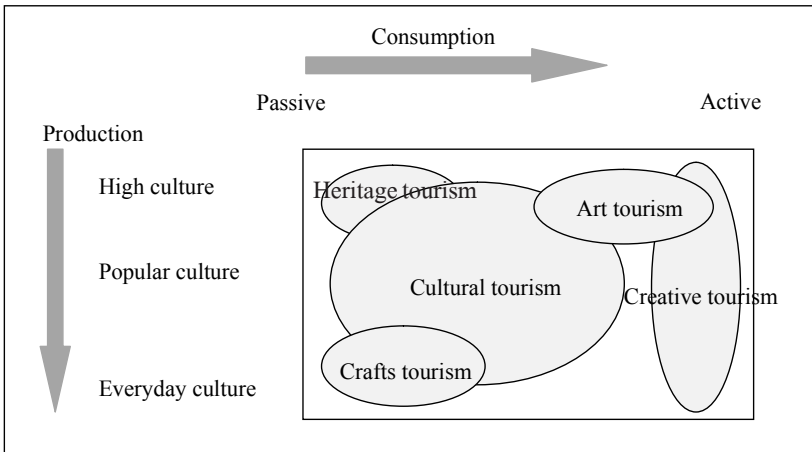 Consumption
Passive
Active
Production
High culture
Heritage tourism
Art tourism
Popular culture
Cultural tourism
Creative tourism
Crafts tourism
Everyday culture